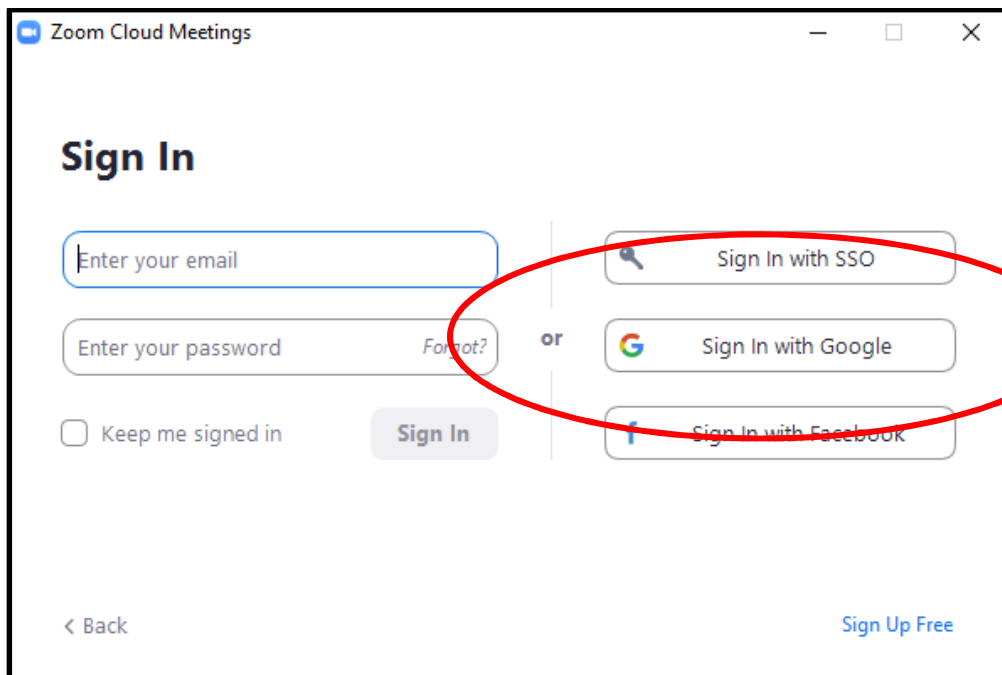 Zoom Cloud Meetings
Sign In
Enter your email
Enter your password
Forgot?
Keep me signed in
Sign In
or
Sign In with SSO
Sign In with Google
Sign In with Facebook
< Back
Sign Up Free